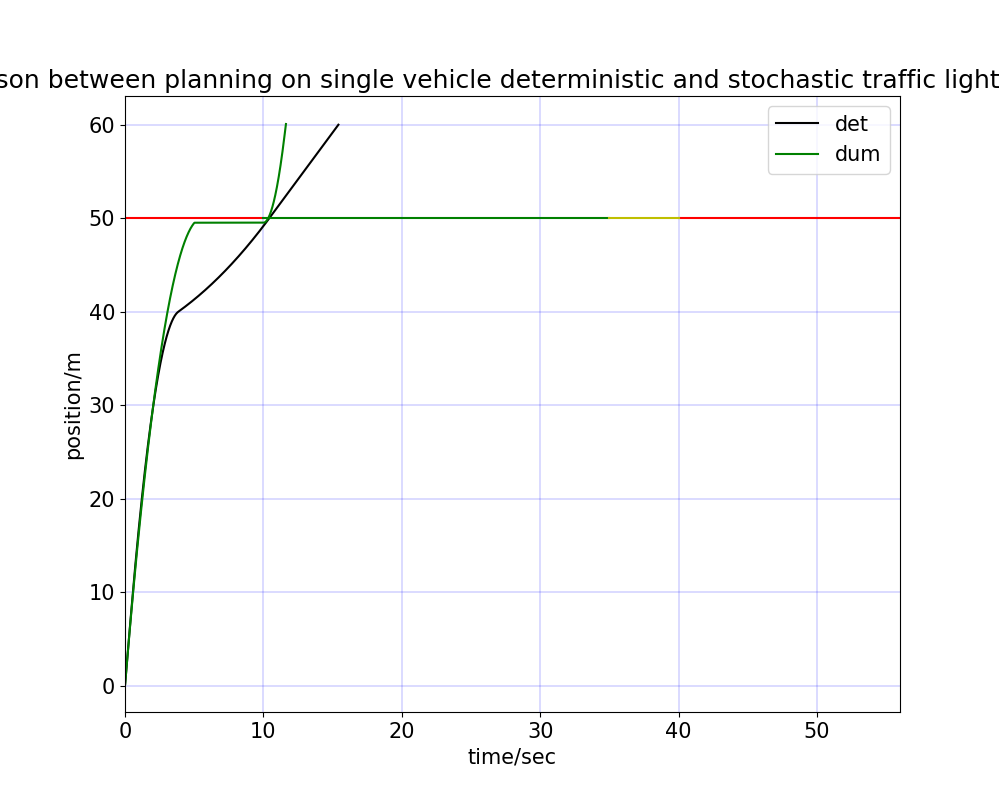 son between planning on single vehicle deterministic and stochastic traffic light
det
dum
60
50
40
30
20
10
0
position/m
0 10 20 30 40 50
time/sec